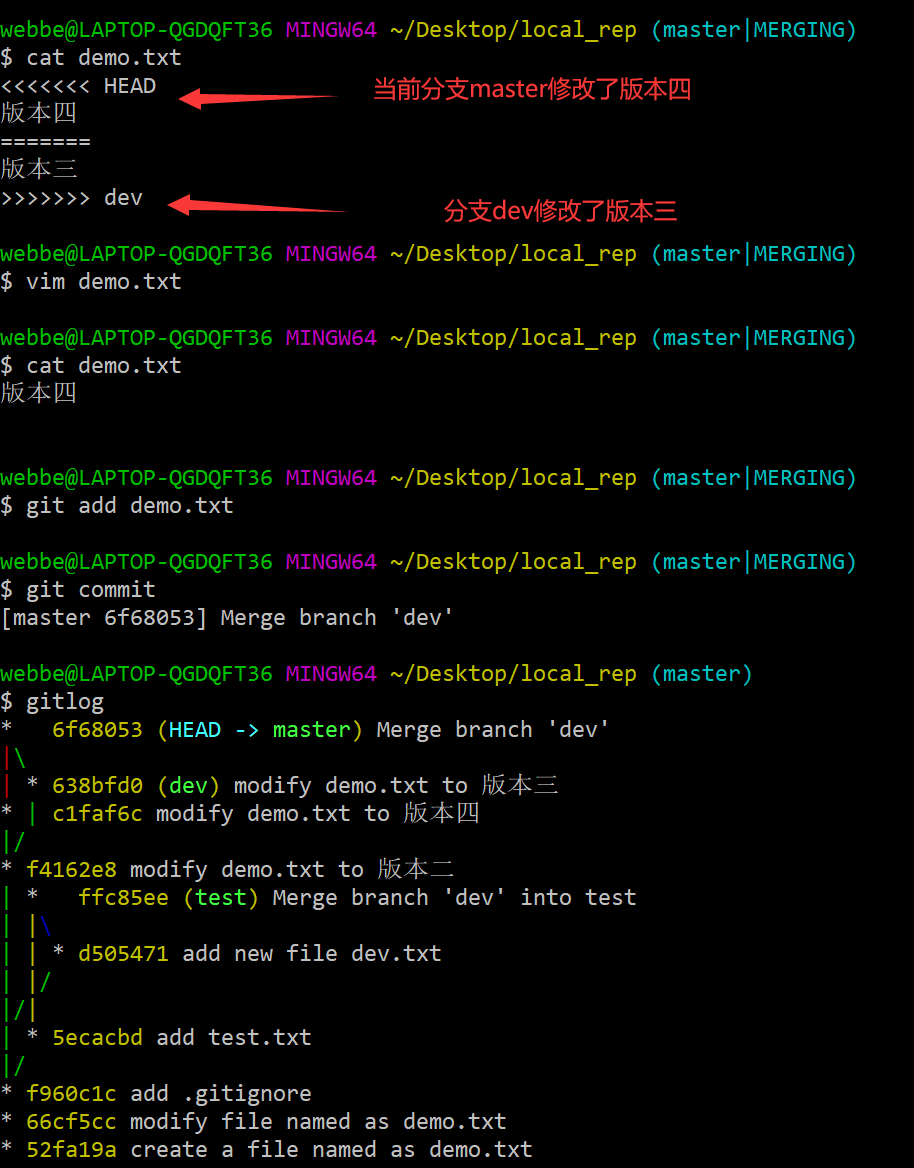 webbe@LAPTOP-QGDQFT36 MINGW64 ~/Desktop/local_rep (master|MERGING)
$ cat demo.txt
<<<<<<< HEAD
当前分支master修改了版本四
版本四
=======
版本三
>>>>>>> dev
分支dev修改了版本三
webbe@LAPTOP-QGDQFT36 MINGW64 ~/Desktop/local_rep (master|MERGING)
$ vim demo.txt
webbe@LAPTOP-QGDQFT36 MINGW64 ~/Desktop/local_rep (master|MERGING)
$ cat demo.txt
版本四
webbe@LAPTOP-QGDQFT36 MINGW64 ~/Desktop/local_rep (master|MERGING)
$ git add demo.txt
webbe@LAPTOP-QGDQFT36 MINGW64 ~/Desktop/local_rep (master|MERGING)
$ git commit
[master 6f68053] Merge branch 'dev'
webbe@LAPTOP-QGDQFT36 MINGW64 ~/Desktop/local_rep (master)
$ gitlog
*   6f68053 (HEAD -> master) Merge branch 'dev'
|\
| * 638bfd0 (dev) modify demo.txt to 版本三
* | c1faf6c modify demo.txt to 版本四
|/
* f4162e8 modify demo.txt to 版本二
| *   ffc85ee (test) Merge branch 'dev' into test
| |\
| | * d505471 add new file dev.txt
| |/
|/|
| * 5ecacbd add test.txt
|/
* f960c1c add .gitignore
* 66cf5cc modify file named as demo.txt
* 52fa19a create a file named as demo.txt